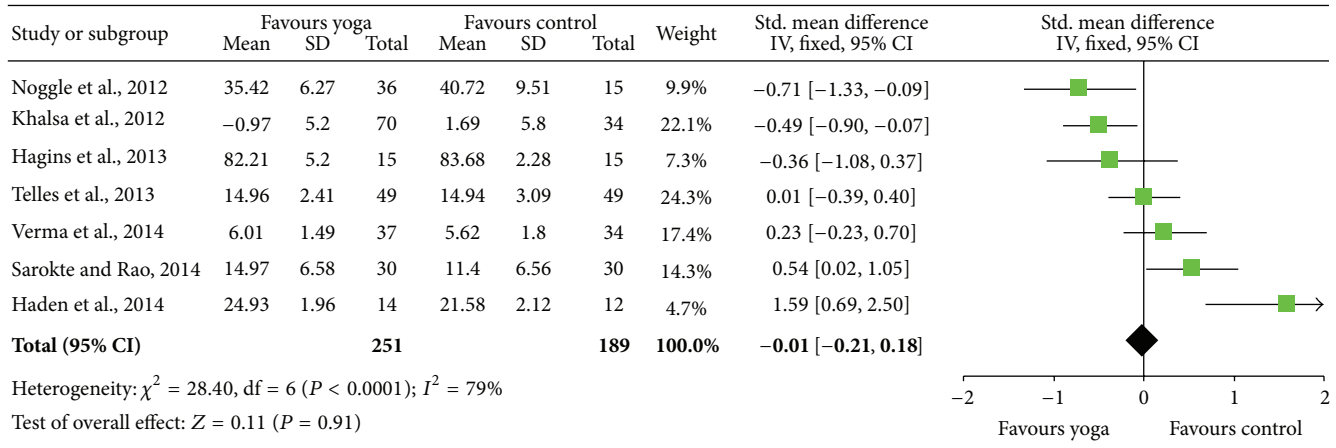 Study or subgroup Favours yoga Favours control Weight Std. mean difference Std. mean difference
Mean SD Total Mean SD Total IV, fixed, 95% CI IV, fixed, 95% CI
Noggle et al., 2012 35.42 6.27 36 40.72 9.51 15 9.9% −0.71 [−1.33, −0.09]
Khalsa et al., 2012 −0.97 5.2 70 1.69 5.8 34 22.1% −0.49 [−0.90, −0.07]
Hagins et al., 2013 82.21 5.2 15 83.68 2.28 15 7.3% −0.36 [−1.08, 0.37]
Telles et al., 2013 14.96 2.41 49 14.94 3.09 49 24.3% 0.01 [−0.39, 0.40]
Verma et al., 2014 6.01 1.49 37 5.62 1.8 34 17.4% 0.23 [−0.23, 0.70]
Sarokte and Rao, 2014 14.97 6.58 30 11.4 6.56 30 14.3% 0.54 [0.02, 1.05]
Haden et al., 2014 24.93 1.96 14 21.58 2.12 12 4.7% 1.59 [0.69, 2.50]
Total (95% CI) 251 189 100.0% −0.01 [−0.21, 0.18]
Heterogeneity: χ² = 28.40, df = 6 (P < 0.0001); I² = 79%
Test of overall effect: Z = 0.11 (P = 0.91)
−2 −1 0 1 2
Favours yoga Favours control